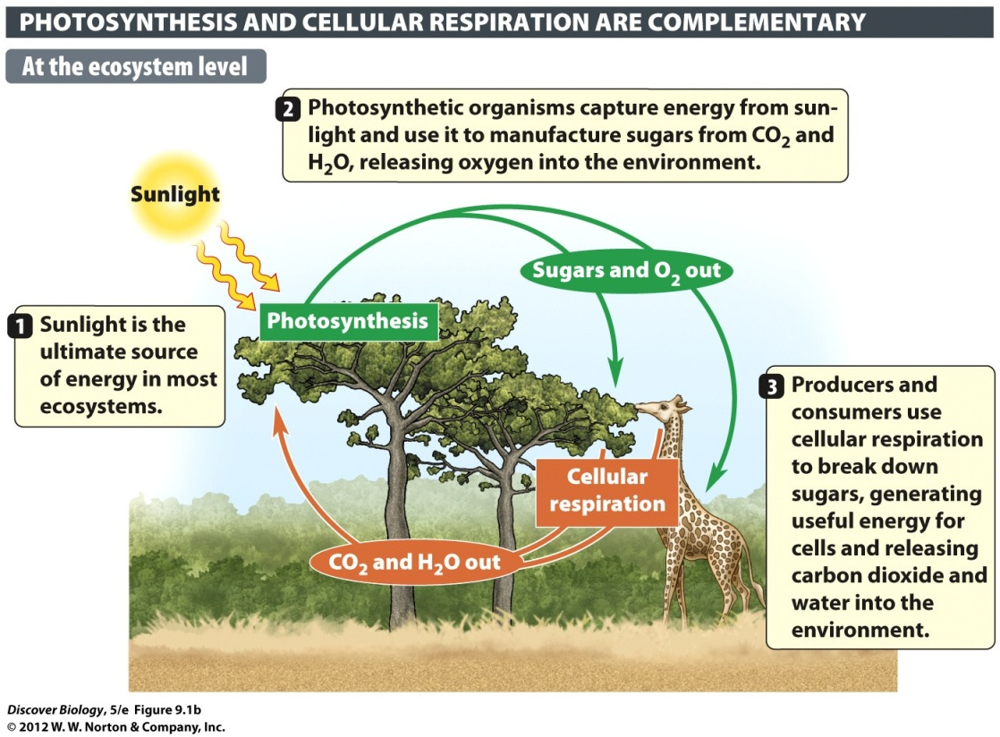 PHOTOSYNTHESIS AND CELLULAR RESPIRATION ARE COMPLEMENTARY
At the ecosystem level
2 Photosynthetic organisms capture energy from sun-
light and use it to manufacture sugars from CO₂ and
H₂O, releasing oxygen into the environment.
Sunlight
Sugars and O₂ out
Photosynthesis
1 Sunlight is the
ultimate source
of energy in most
ecosystems.
3 Producers and
consumers use
cellular respiration
to break down
sugars, generating
useful energy for
cells and releasing
carbon dioxide and
water into the
environment.
Cellular
respiration
CO₂ and H₂O out
Discover Biology, 5/e Figure 9.1b
© 2012 W. W. Norton & Company, Inc.